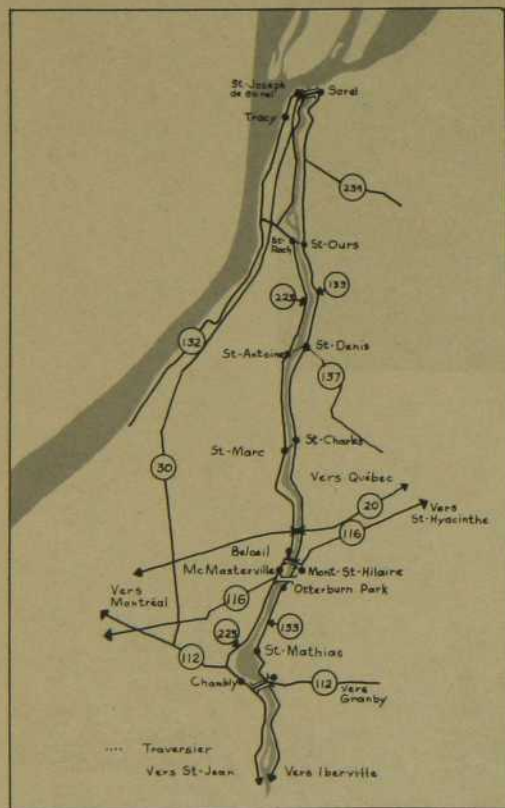 St-Joseph
de Sorel
Sorel
Tracy
234
St-
Roch
St-Ours
223
133
132
St-Antoine
St-Denis
137
St-Marc
St-Charles
30
Vers Québec
20
Vers
St-Hyacinthe
116
Beloeil
McMasterville
Mont-St-Hilaire
Otterburn Park
Vers
Montréal
116
223
133
112
St-Mathias
Chambly
112
Vers
Granby
.... Traversier
Vers St-Jean
Vers Iberville